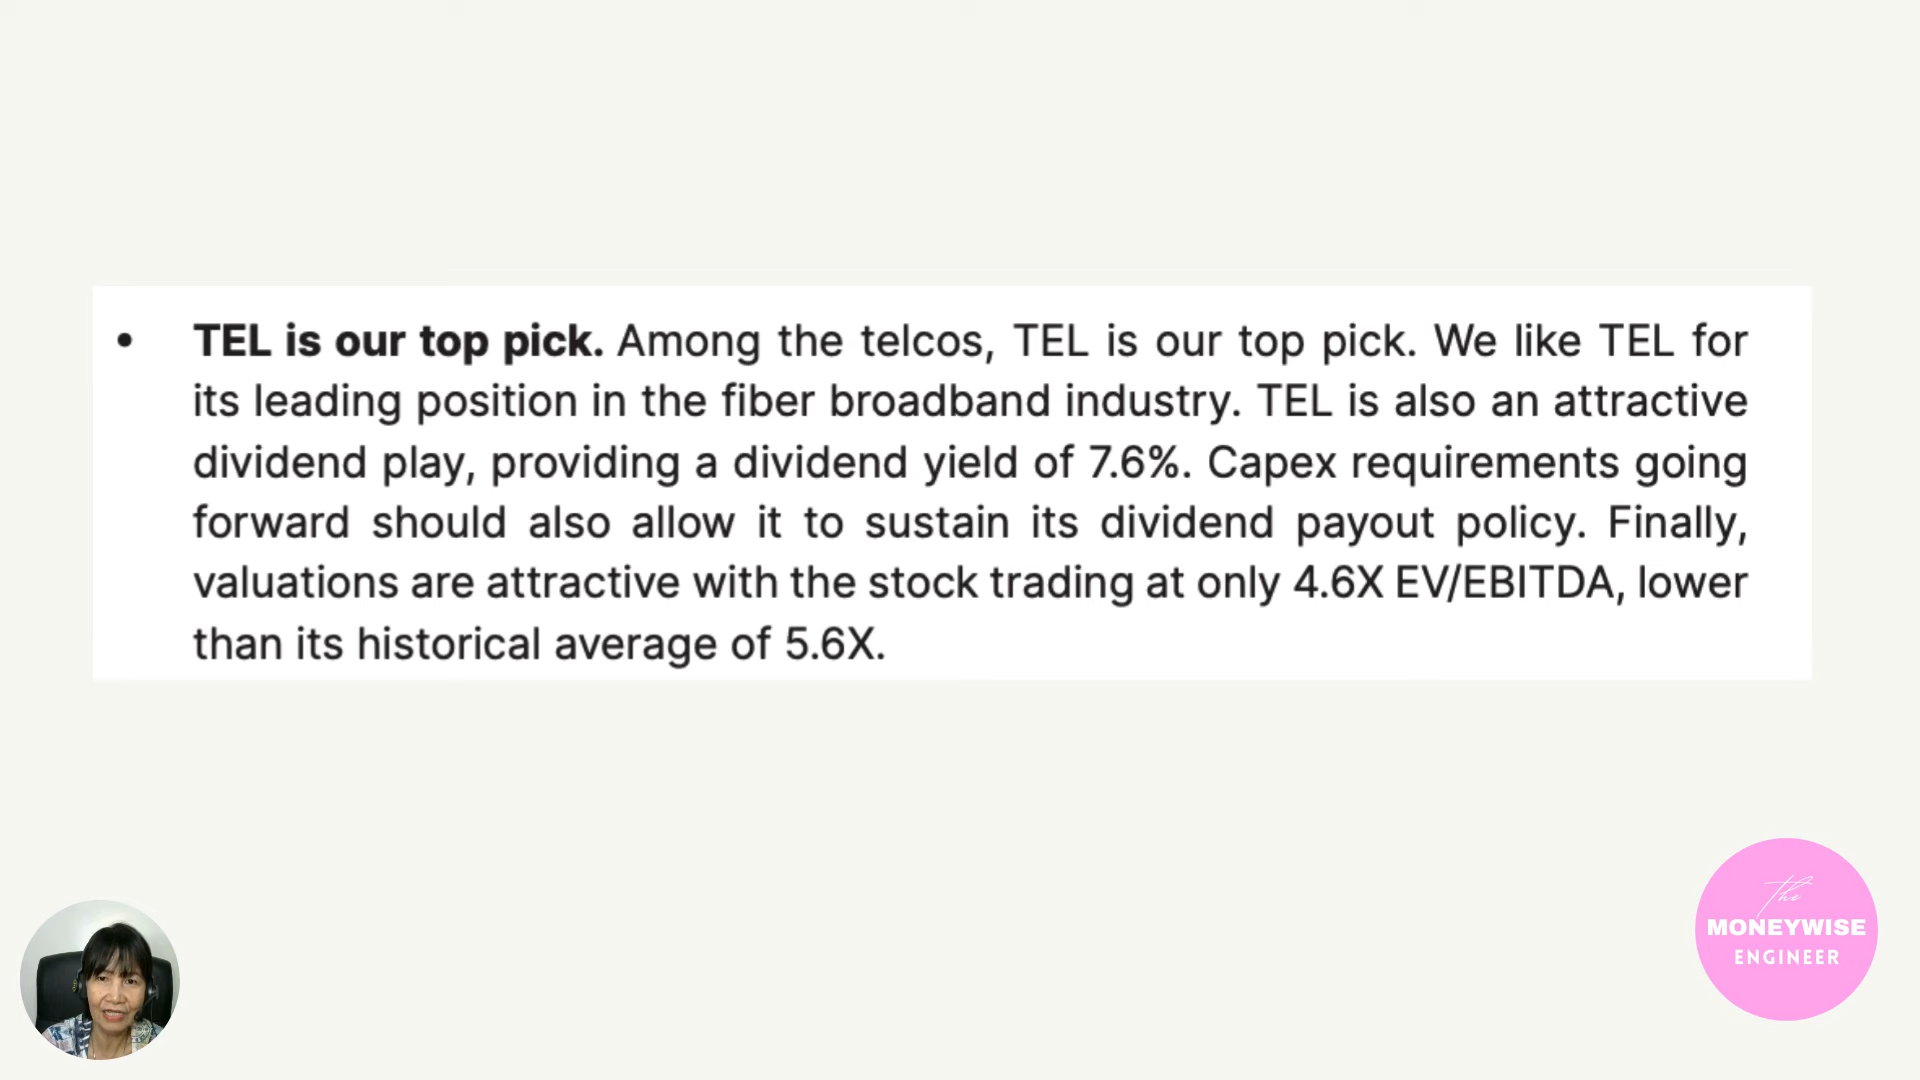 • TEL is our top pick. Among the telcos, TEL is our top pick. We like TEL for
its leading position in the fiber broadband industry. TEL is also an attractive
dividend play, providing a dividend yield of 7.6%. Capex requirements going
forward should also allow it to sustain its dividend payout policy. Finally,
valuations are attractive with the stock trading at only 4.6X EV/EBITDA, lower
than its historical average of 5.6X.
the
MONEYWISE
ENGINEER